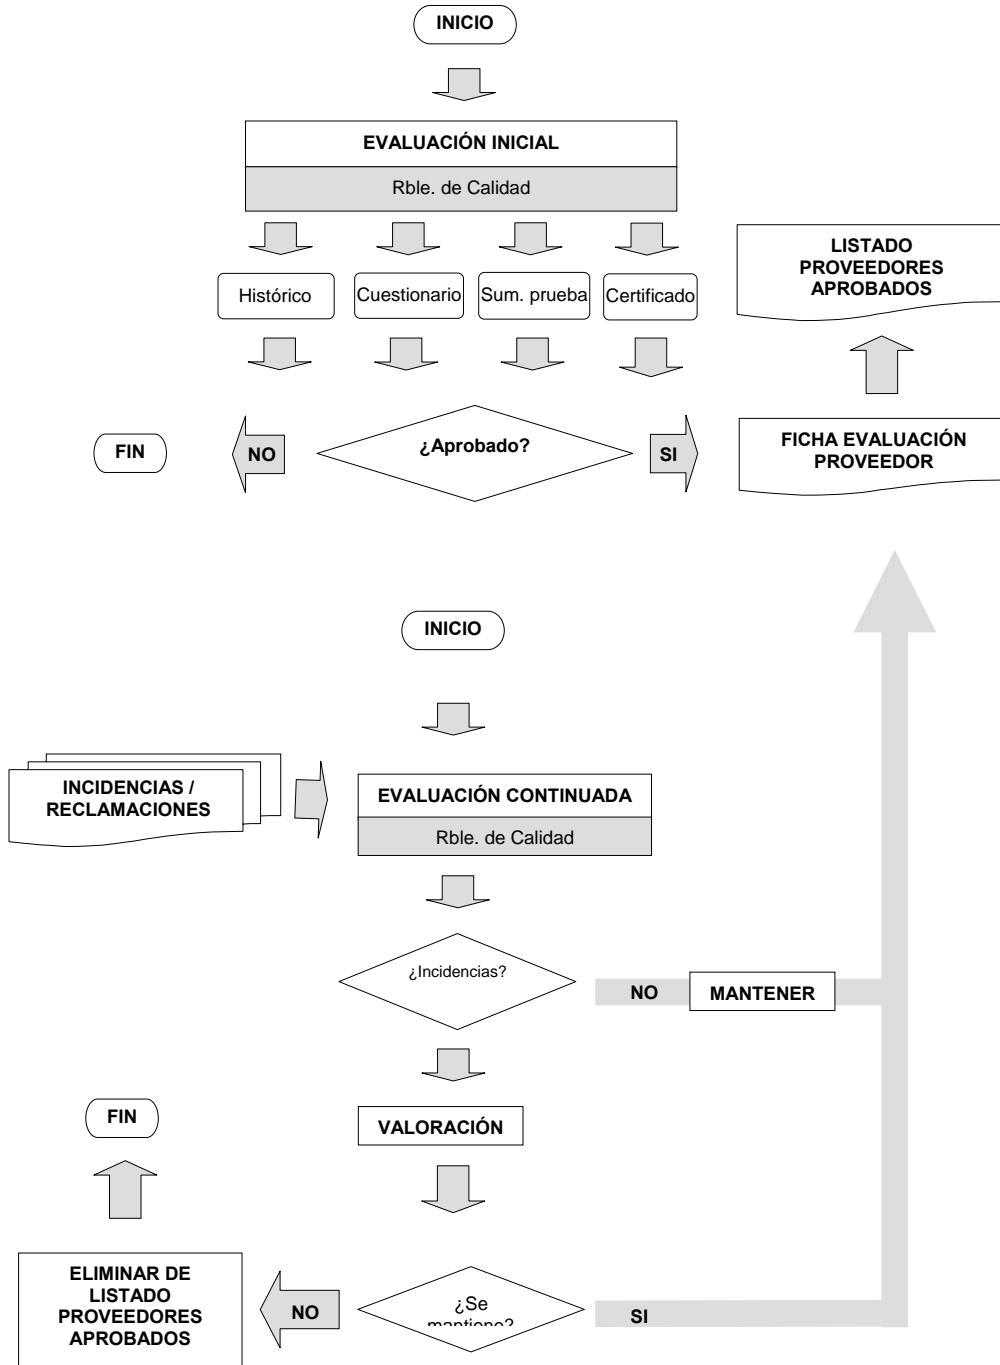 INICIO
EVALUACIÓN INICIAL
Rble. de Calidad
LISTADO
PROVEEDORES
APROBADOS
Histórico
Cuestionario
Sum. prueba
Certificado
FIN
NO
¿Aprobado?
SI
FICHA EVALUACIÓN
PROVEEDOR
INICIO
INCIDENCIAS /
RECLAMACIONES
EVALUACIÓN CONTINUADA
Rble. de Calidad
¿Incidencias?
NO
MANTENER
FIN
VALORACIÓN
ELIMINAR DE
LISTADO
PROVEEDORES
APROBADOS
NO
¿Se
mantiene?
SI